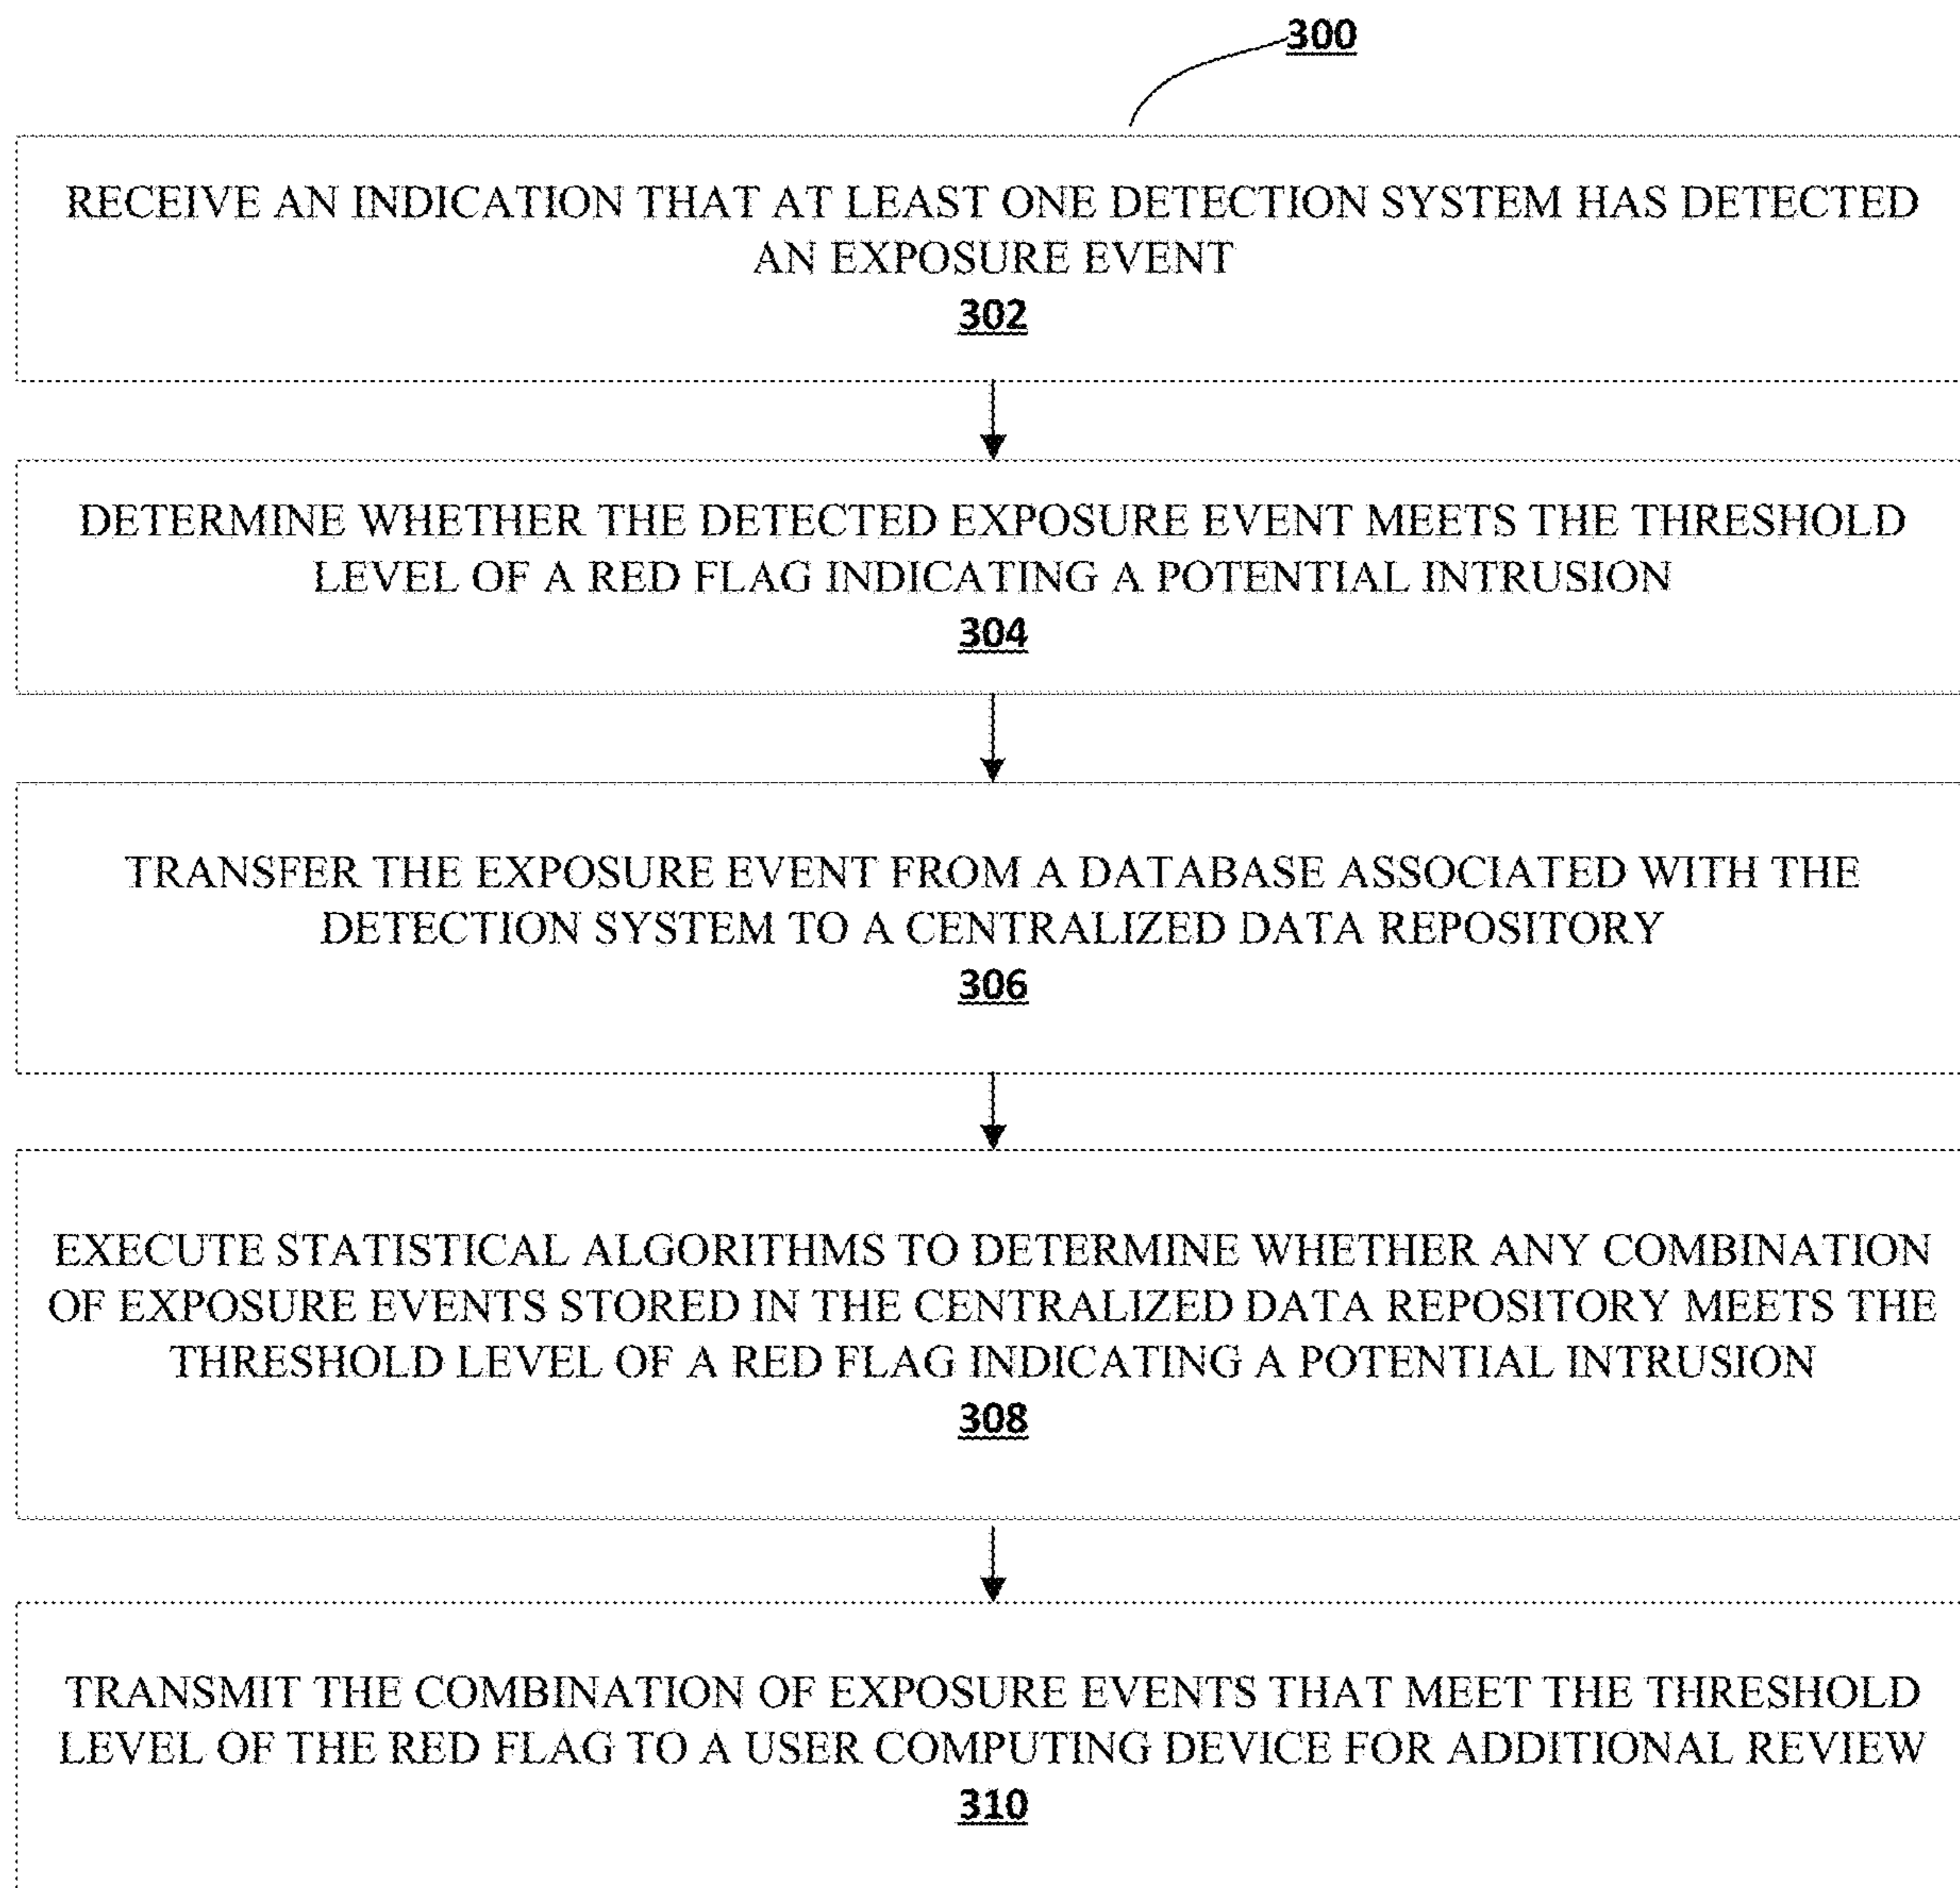 300
RECEIVE AN INDICATION THAT AT LEAST ONE DETECTION SYSTEM HAS DETECTED
AN EXPOSURE EVENT
302
DETERMINE WHETHER THE DETECTED EXPOSURE EVENT MEETS THE THRESHOLD
LEVEL OF A RED FLAG INDICATING A POTENTIAL INTRUSION
304
TRANSFER THE EXPOSURE EVENT FROM A DATABASE ASSOCIATED WITH THE
DETECTION SYSTEM TO A CENTRALIZED DATA REPOSITORY
306
EXECUTE STATISTICAL ALGORITHMS TO DETERMINE WHETHER ANY COMBINATION
OF EXPOSURE EVENTS STORED IN THE CENTRALIZED DATA REPOSITORY MEETS THE
THRESHOLD LEVEL OF A RED FLAG INDICATING A POTENTIAL INTRUSION
308
TRANSMIT THE COMBINATION OF EXPOSURE EVENTS THAT MEET THE THRESHOLD
LEVEL OF THE RED FLAG TO A USER COMPUTING DEVICE FOR ADDITIONAL REVIEW
310